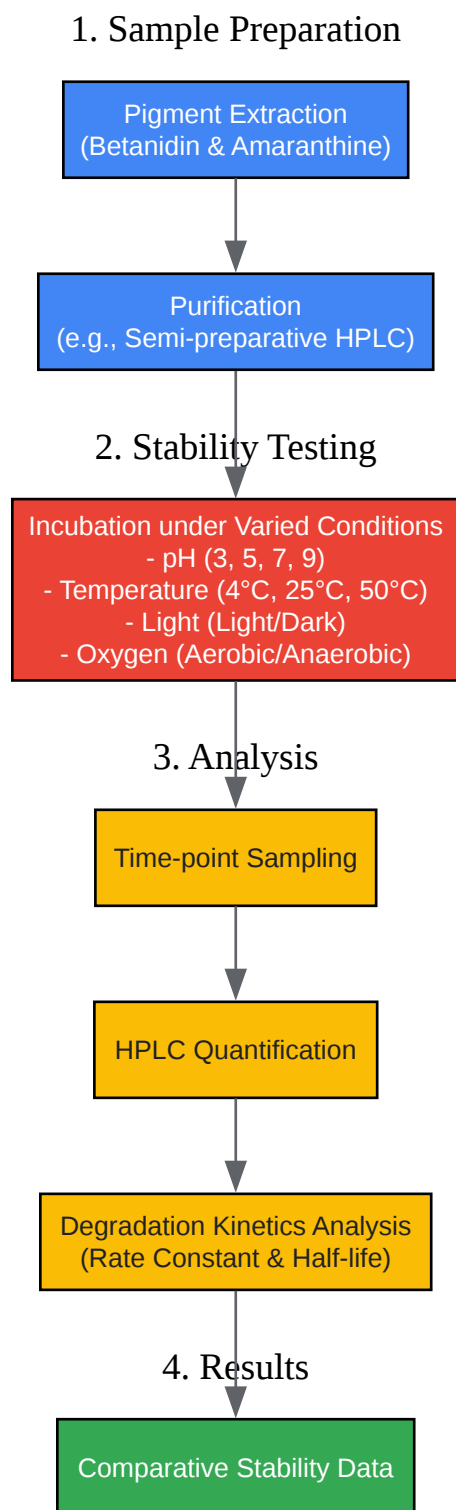 1. Sample Preparation
Pigment Extraction
(Betanidin & Amaranthine)
Purification
(e.g., Semi-preparative HPLC)
2. Stability Testing
Incubation under Varied Conditions
- pH (3, 5, 7, 9)
- Temperature (4°C, 25°C, 50°C)
- Light (Light/Dark)
- Oxygen (Aerobic/Anaerobic)
3. Analysis
Time-point Sampling
HPLC Quantification
Degradation Kinetics Analysis
(Rate Constant & Half-life)
4. Results
Comparative Stability Data